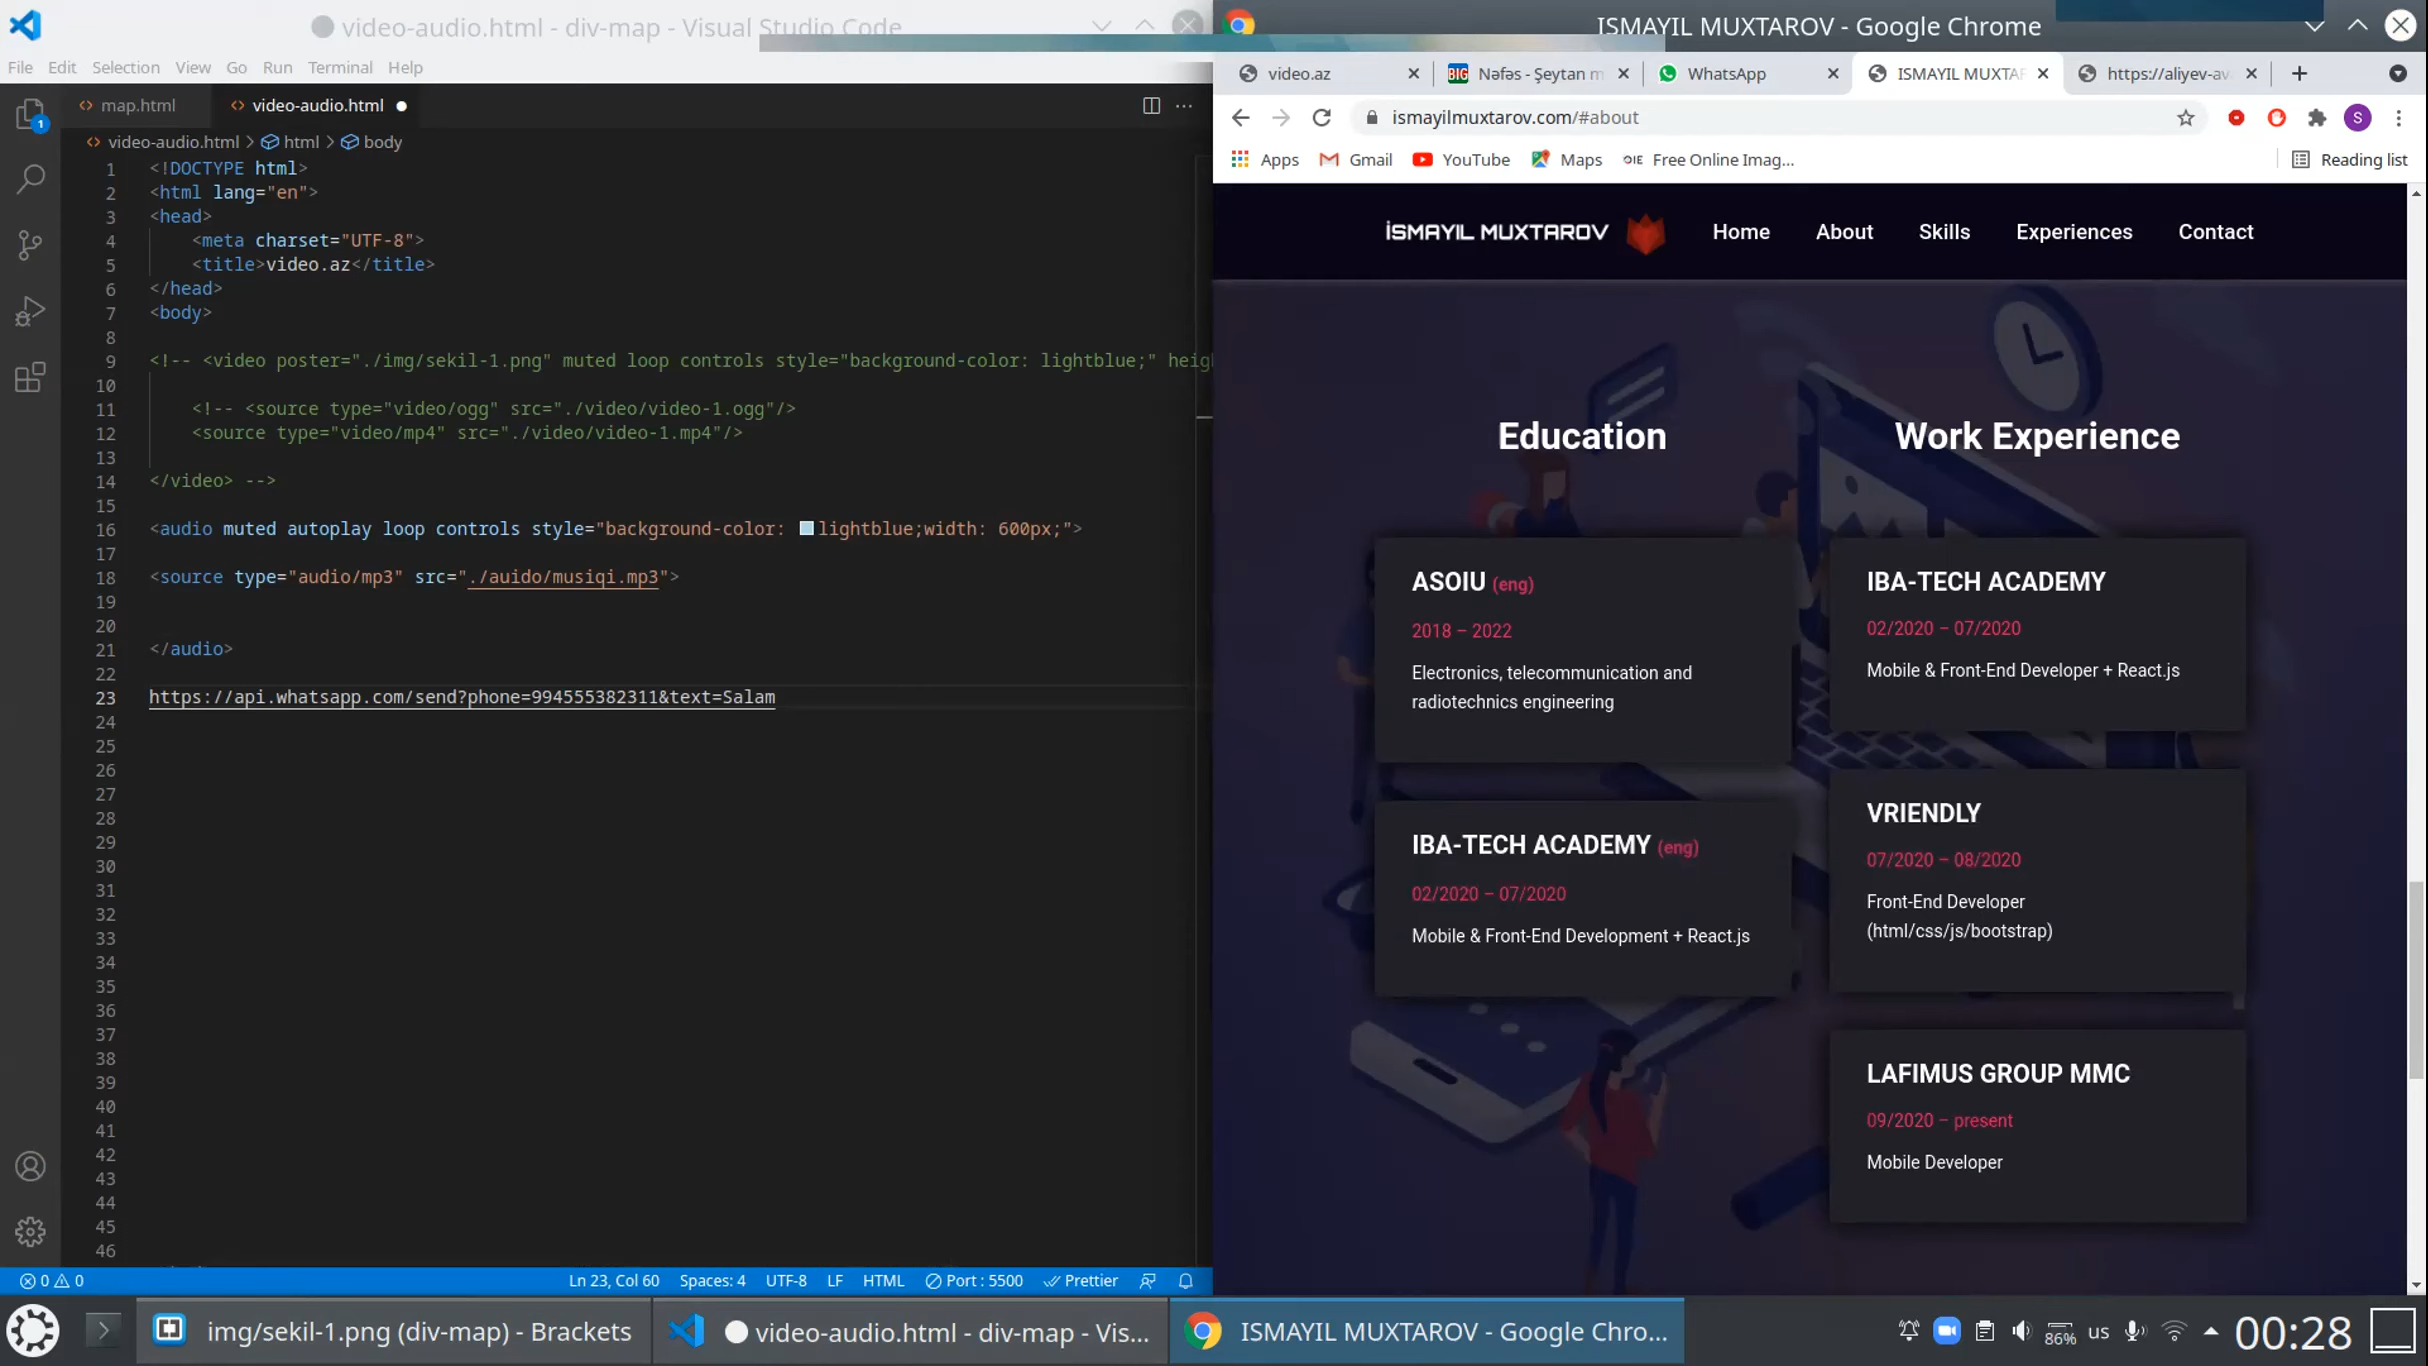 video-audio.html - div-map - Visual Studio Code
File Edit Selection View Go Run Terminal Help
map.html
video-audio.html
video-audio.html > html > body
1 <!DOCTYPE html>
2 <html lang="en">
3 <head>
4 <meta charset="UTF-8">
5 <title>video.az</title>
6 </head>
7 <body>
8
9 <!-- <video poster="./img/sekil-1.png" muted loop controls style="background-color: lightblue;" heig
10
11 <!-- <source type="video/ogg" src="./video/video-1.ogg"/>
12 <source type="video/mp4" src="./video/video-1.mp4"/>
13
14 </video> -->
15
16 <audio muted autoplay loop controls style="background-color: lightblue;width: 600px;">
17
18 <source type="audio/mp3" src="./auido/musiqi.mp3">
19
20
21 </audio>
22
23 https://api.whatsapp.com/send?phone=994555382311&text=Salam
24
25
26
27
28
29
30
31
32
33
34
35
36
37
38
39
40
41
42
43
44
45
46
1
0 0 Ln 23, Col 60 Spaces: 4 UTF-8 LF HTML Port : 5500 Prettier
ISMAYIL MUXTAROV - Google Chrome
video.az
BIG Nəfəs - Şeytan m
WhatsApp
ISMAYIL MUXTAR
https://aliyev-av
ismayilmuxtarov.com/#about
S
Apps Gmail YouTube Maps OIE Free Online Imag... Reading list
İSMAYIL MUXTAROV
Home About Skills Experiences Contact
Education
ASOIU (eng)
2018 – 2022
Electronics, telecommunication and
radiotechnics engineering
IBA-TECH ACADEMY (eng)
02/2020 – 07/2020
Mobile & Front-End Development + React.js
Work Experience
IBA-TECH ACADEMY
02/2020 – 07/2020
Mobile & Front-End Developer + React.js
VRIENDLY
07/2020 – 08/2020
Front-End Developer
(html/css/js/bootstrap)
LAFIMUS GROUP MMC
09/2020 – present
Mobile Developer
img/sekil-1.png (div-map) - Brackets
video-audio.html - div-map - Vis...
ISMAYIL MUXTAROV - Google Chro...
86% us 00:28